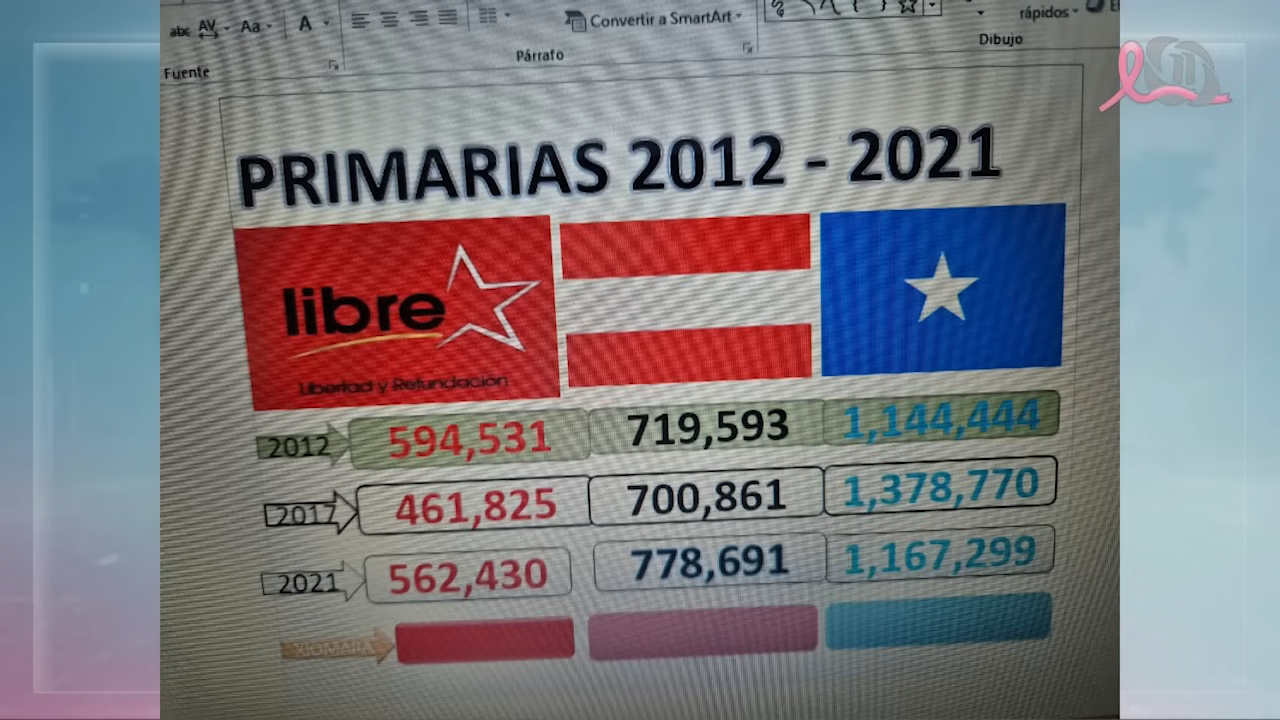 abc AV Aa A
Convertir a SmartArt
rápidos
Fuente
Párrafo
Dibujo
11
PRIMARIAS 2012 - 2021
libre
Libertad y Refundación
2012 594,531 719,593 1,144,444
2017 461,825 700,861 1,378,770
2021 562,430 778,691 1,167,299
XIOMARA